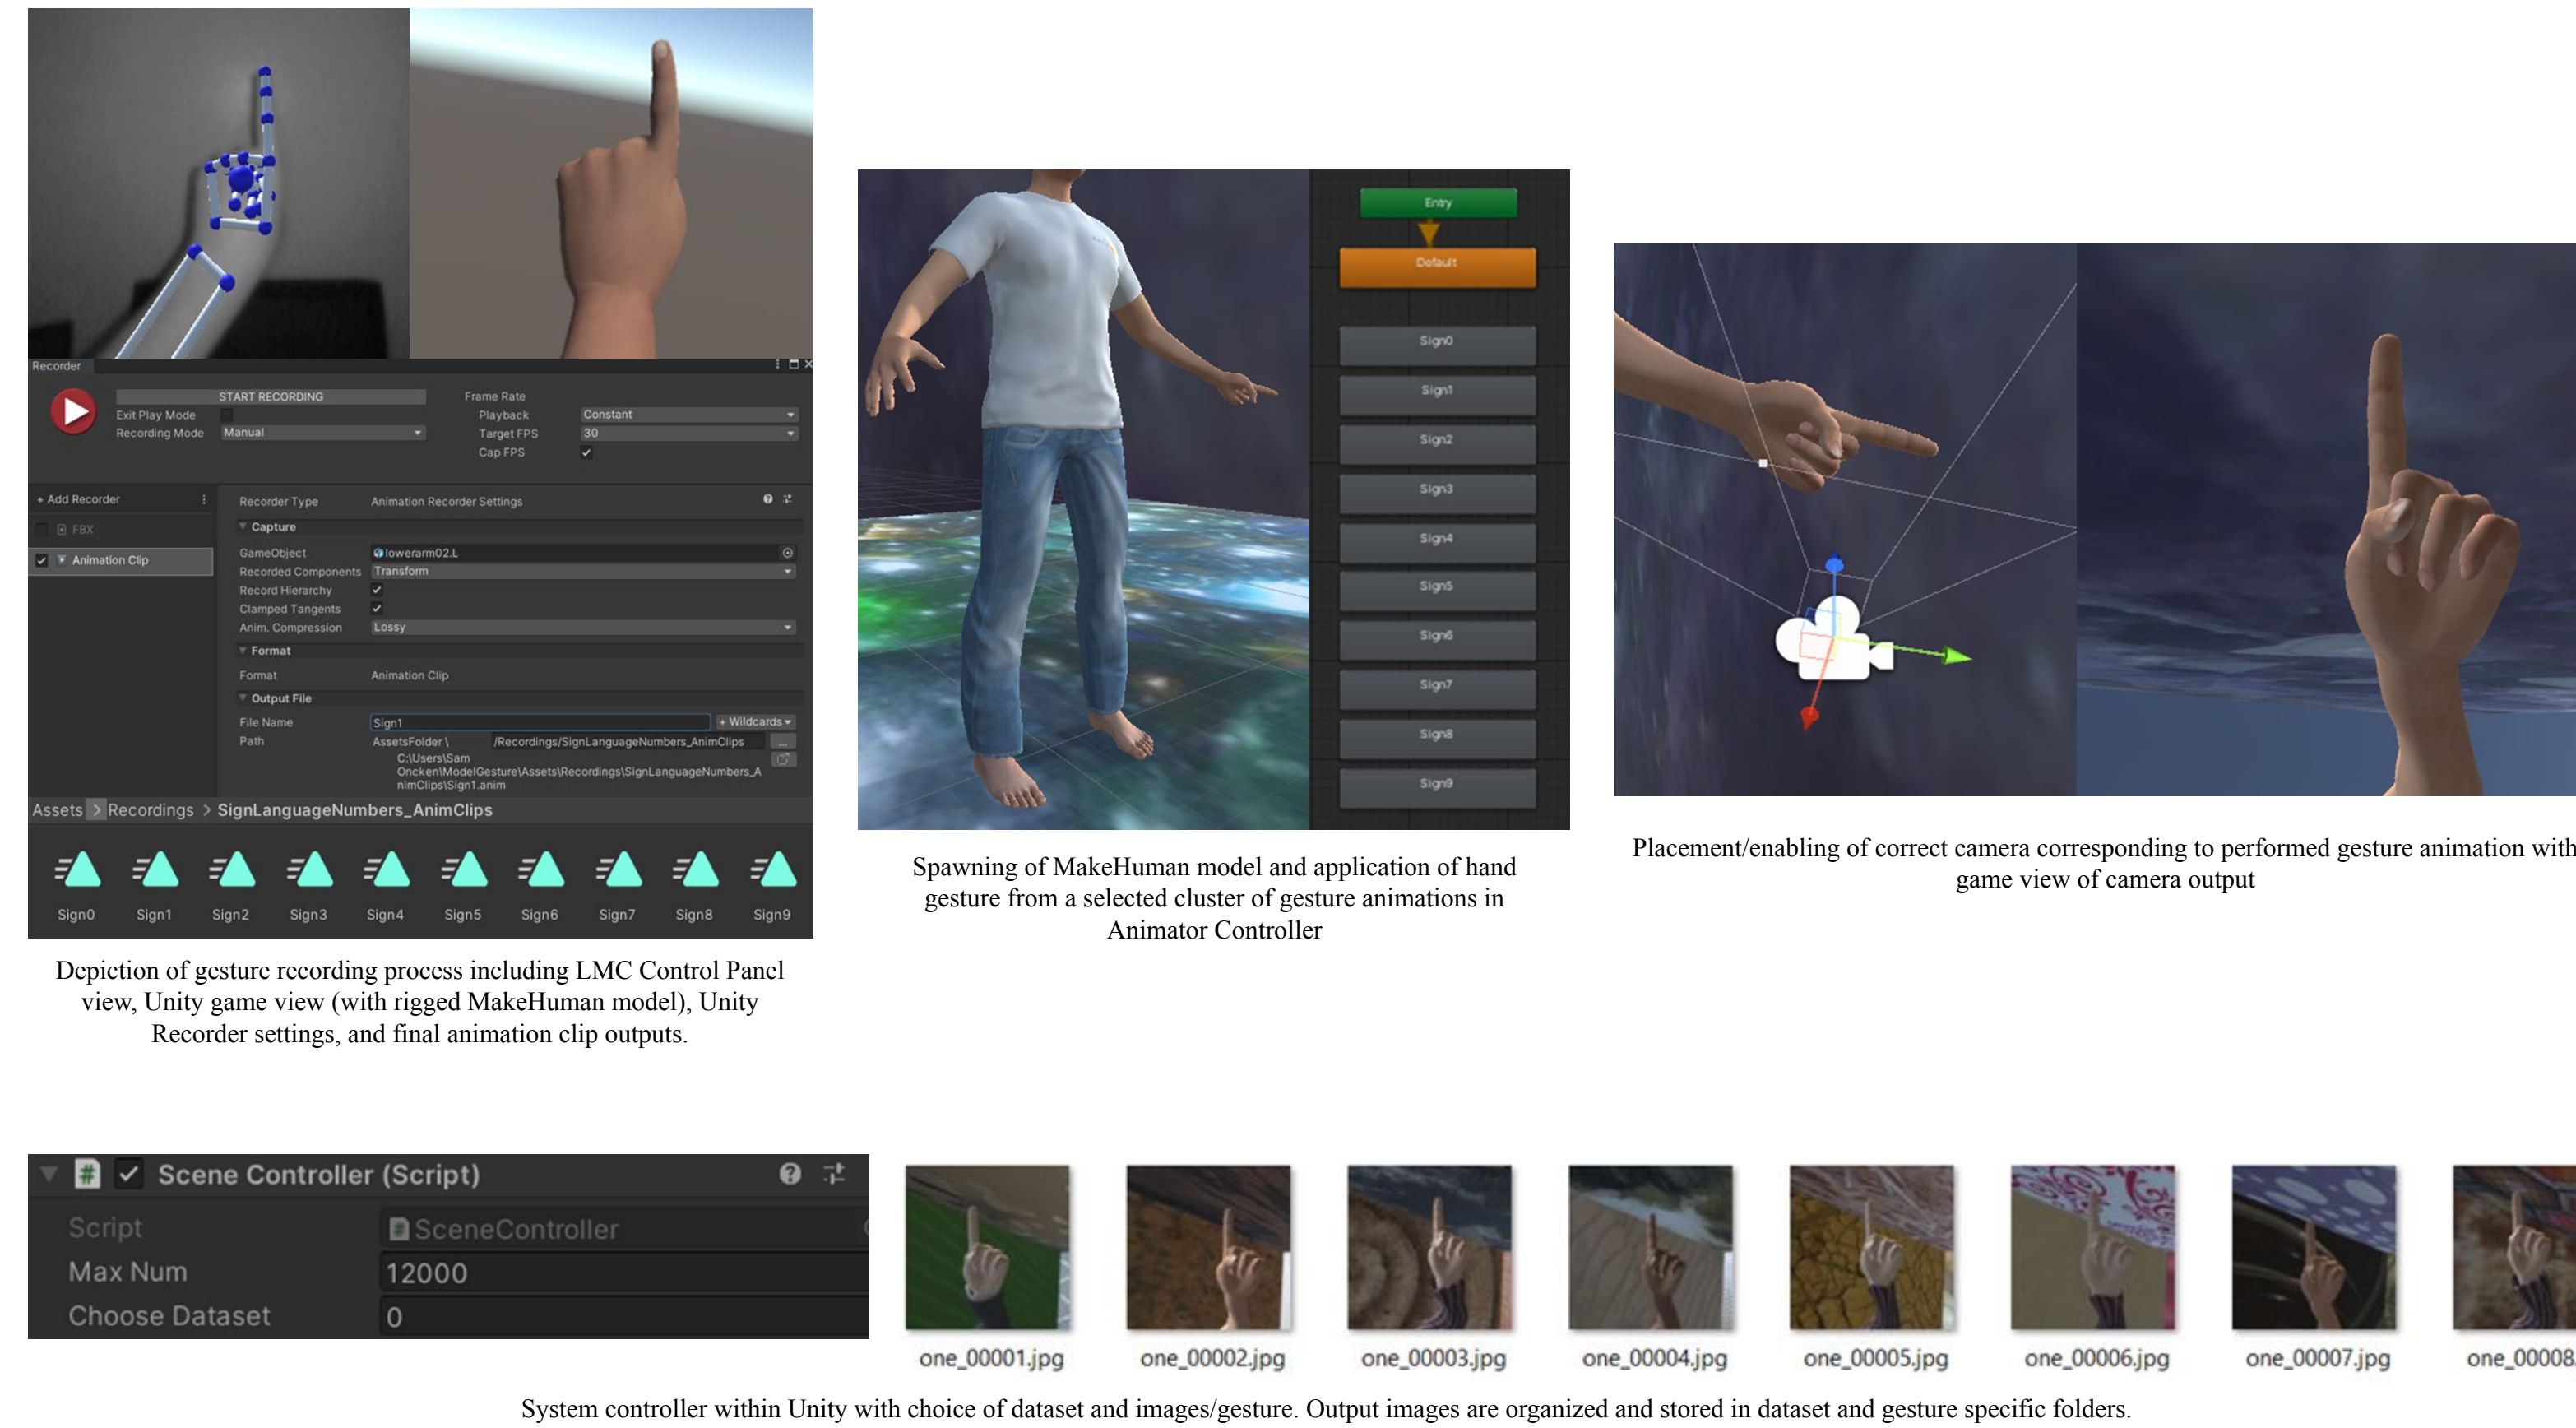 Recorder
START RECORDING
Exit Play Mode
Recording Mode Manual
Frame Rate
Playback Constant
Target FPS 30
Cap FPS
+ Add Recorder
FBX
Animation Clip
Recorder Type Animation Recorder Settings
Capture
GameObject lowerarm02.L
Recorded Components Transform
Record Hierarchy
Clamped Tangents
Anim. Compression Lossy
Format
Format Animation Clip
Output File
File Name Sign1 + Wildcards
Path AssetsFolder \ /Recordings/SignLanguageNumbers_AnimClips ...
C:\Users\Sam
Oncken\ModelGesture\Assets\Recordings\SignLanguageNumbers_A
nimClips\Sign1.anim
Assets > Recordings > SignLanguageNumbers_AnimClips
Sign0 Sign1 Sign2 Sign3 Sign4 Sign5 Sign6 Sign7 Sign8 Sign9
Depiction of gesture recording process including LMC Control Panel
view, Unity game view (with rigged MakeHuman model), Unity
Recorder settings, and final animation clip outputs.
Entry
Default
Sign0
Sign1
Sign2
Sign3
Sign4
Sign5
Sign6
Sign7
Sign8
Sign9
Spawning of MakeHuman model and application of hand
gesture from a selected cluster of gesture animations in
Animator Controller
Placement/enabling of correct camera corresponding to performed gesture animation with
game view of camera output
# Scene Controller (Script)
Script # SceneController
Max Num 12000
Choose Dataset 0
one_00001.jpg one_00002.jpg one_00003.jpg one_00004.jpg one_00005.jpg one_00006.jpg one_00007.jpg one_00008.
System controller within Unity with choice of dataset and images/gesture. Output images are organized and stored in dataset and gesture specific folders.